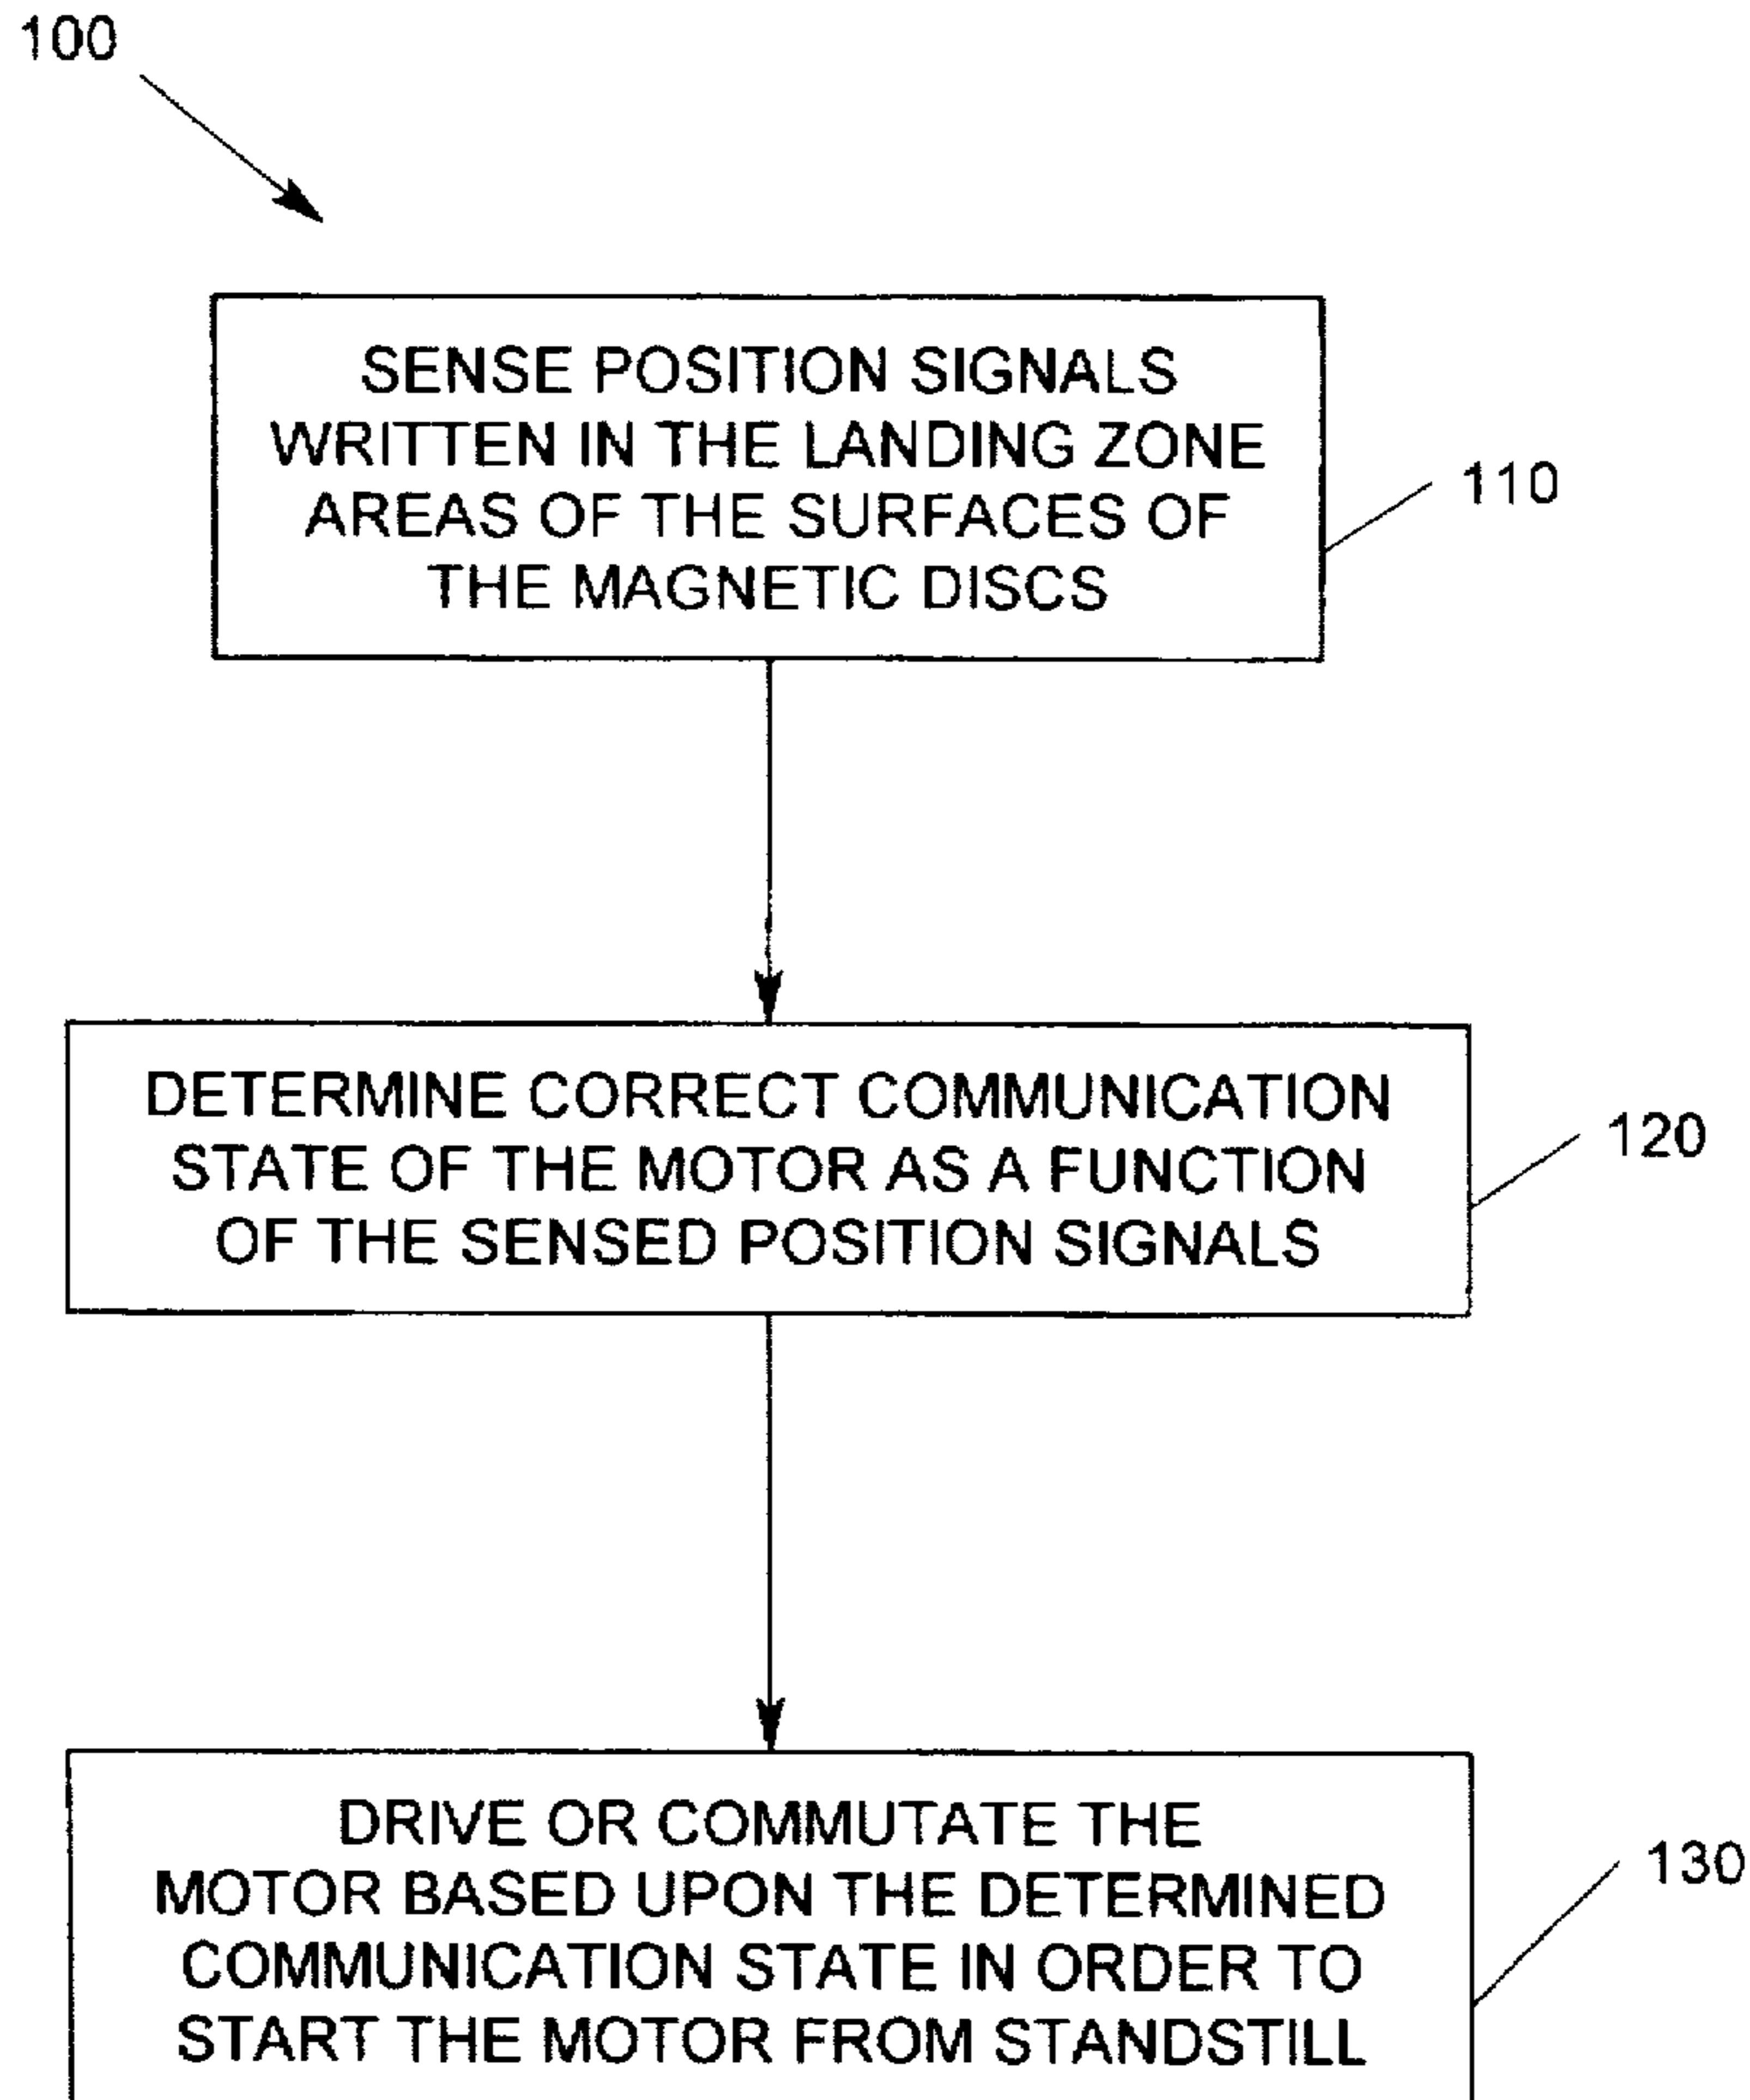 100
SENSE POSITION SIGNALS
WRITTEN IN THE LANDING ZONE
AREAS OF THE SURFACES OF
THE MAGNETIC DISCS
110
DETERMINE CORRECT COMMUNICATION
STATE OF THE MOTOR AS A FUNCTION
OF THE SENSED POSITION SIGNALS
120
DRIVE OR COMMUTATE THE
MOTOR BASED UPON THE DETERMINED
COMMUNICATION STATE IN ORDER TO
START THE MOTOR FROM STANDSTILL
130